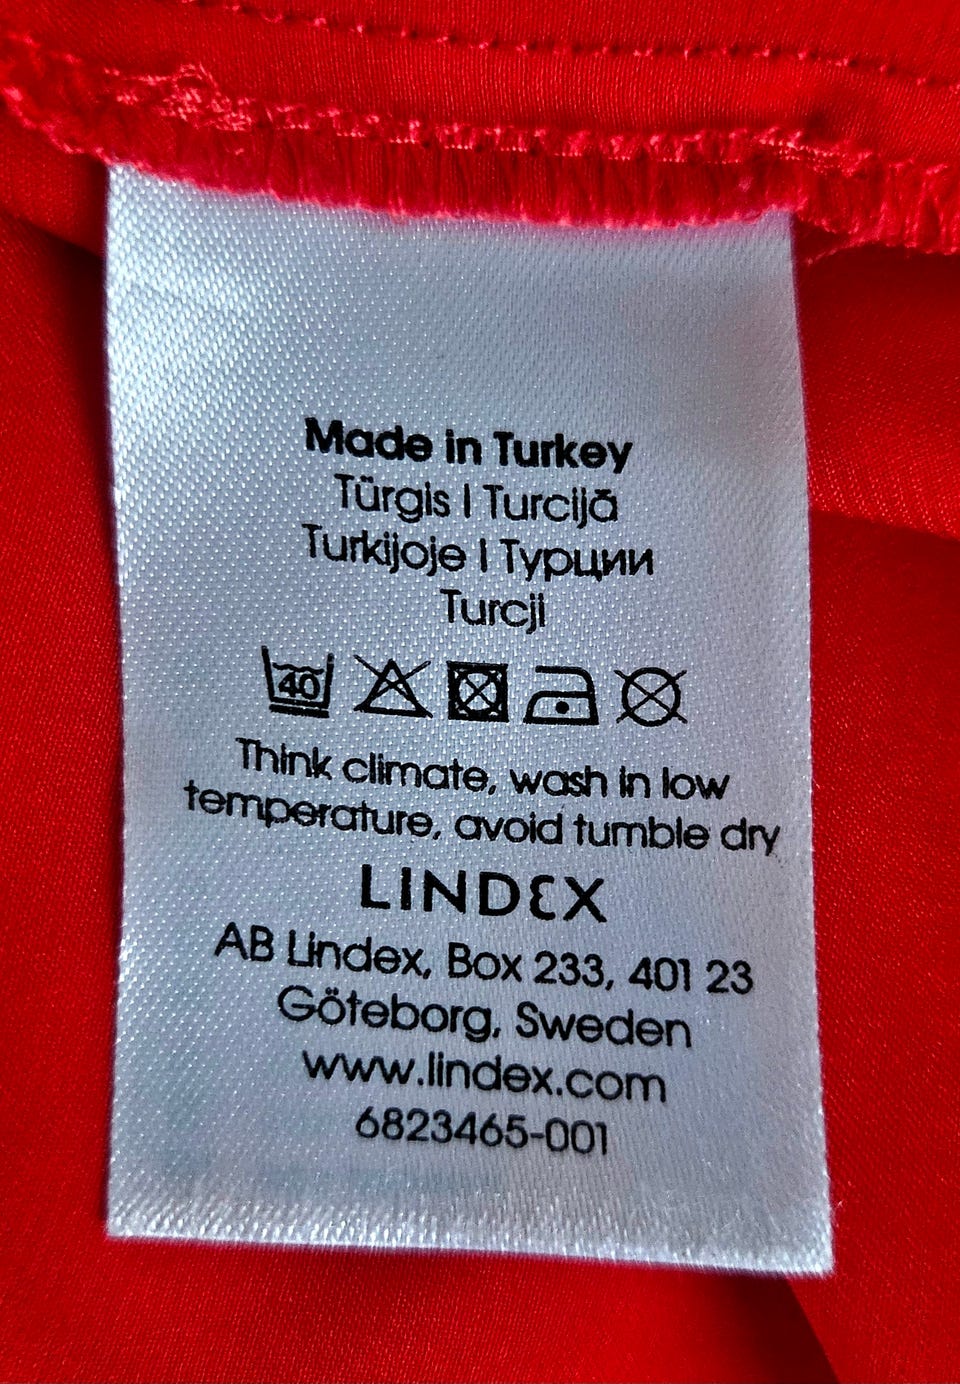 Made in Turkey
Türgis | Turcijā
Turkijoje | Турции
Turcji
40
Think climate, wash in low
temperature, avoid tumble dry
LINDEX
AB Lindex, Box 233, 401 23
Göteborg, Sweden
www.lindex.com
6823465-001